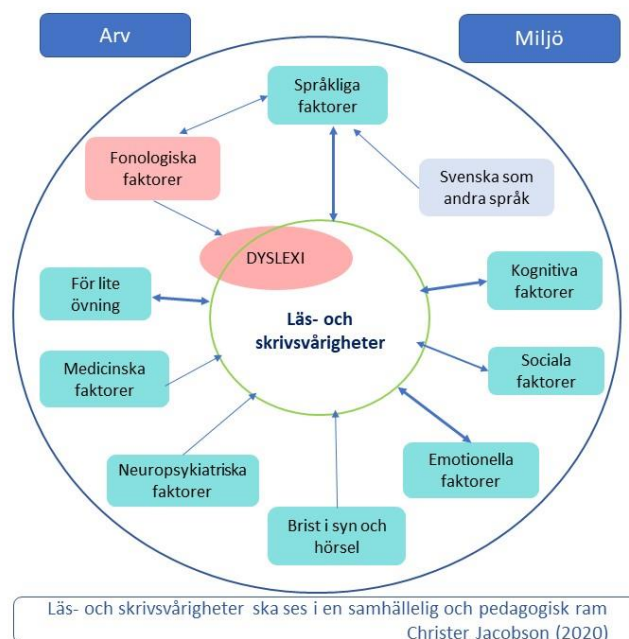 Arv
Miljö
Språkliga
faktorer
Fonologiska
faktorer
Svenska som
andra språk
DYSLEXI
För lite
övning
Kognitiva
faktorer
Läs- och
skrivsvårigheter
Medicinska
faktorer
Sociala
faktorer
Neuropsykiatriska
faktorer
Emotionella
faktorer
Brist i syn och
hörsel
Läs- och skrivsvårigheter ska ses i en samhällelig och pedagogisk ram
Christer Jacobson (2020)